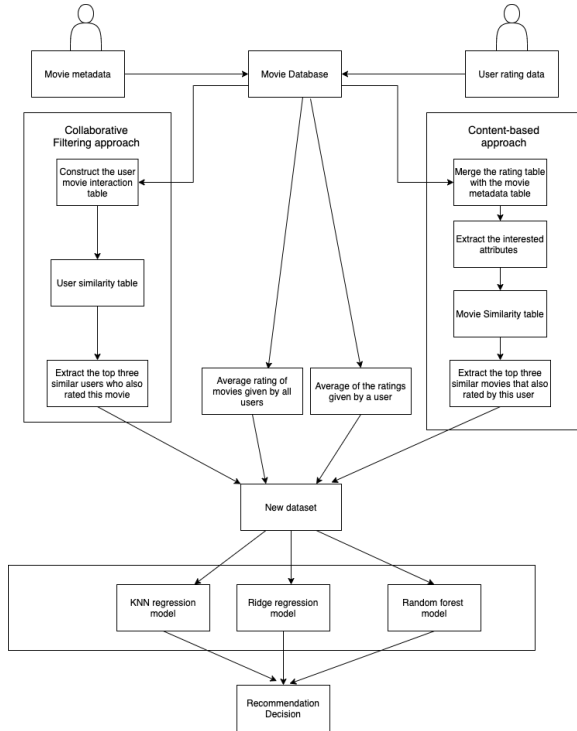 Movie metadata
Movie Database
User rating data
Collaborative
Filtering approach
Construct the user
movie interaction
table
User similarity table
Extract the top three
similar users who also
rated this movie
Average rating of
movies given by all
users
Average of the ratings
given by a user
Content-based
approach
Merge the rating table
with the movie
metadata table
Extract the interested
attributes
Movie Similarity table
Extract the top three
similar movies that also
rated by this user
New dataset
KNN regression
model
Ridge regression
model
Random forest
model
Recommendation
Decision